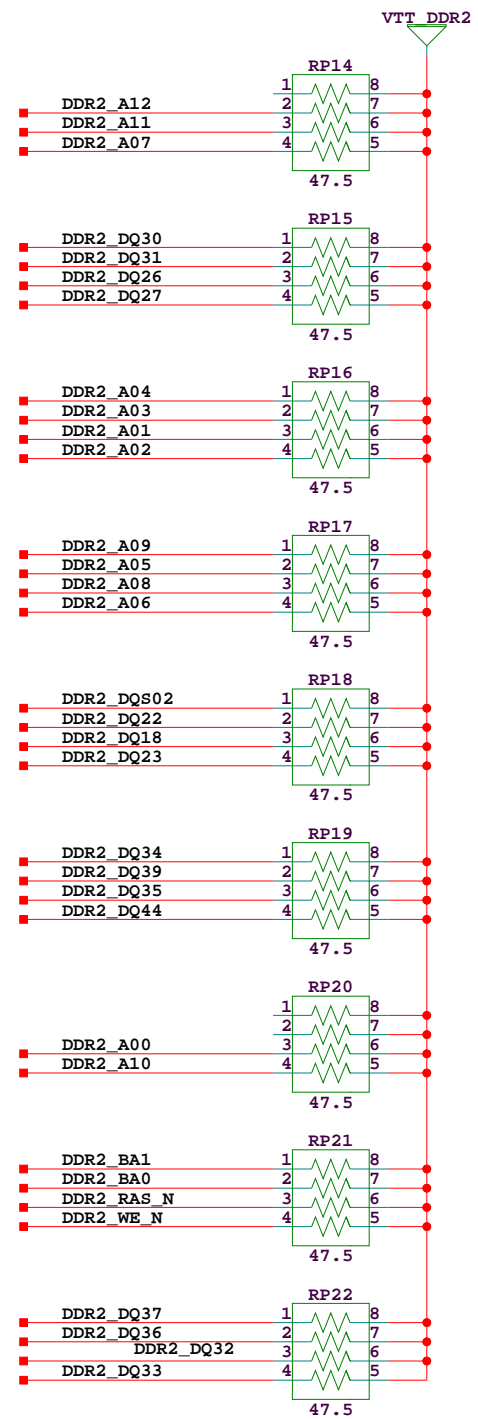 VTT_DDR2
RP14
1 8
DDR2_A12 2 7
DDR2_A11 3 6
DDR2_A07 4 5
47.5
RP15
DDR2_DQ30 1 8
DDR2_DQ31 2 7
DDR2_DQ26 3 6
DDR2_DQ27 4 5
47.5
RP16
DDR2_A04 1 8
DDR2_A03 2 7
DDR2_A01 3 6
DDR2_A02 4 5
47.5
RP17
DDR2_A09 1 8
DDR2_A05 2 7
DDR2_A08 3 6
DDR2_A06 4 5
47.5
RP18
DDR2_DQS02 1 8
DDR2_DQ22 2 7
DDR2_DQ18 3 6
DDR2_DQ23 4 5
47.5
RP19
DDR2_DQ34 1 8
DDR2_DQ39 2 7
DDR2_DQ35 3 6
DDR2_DQ44 4 5
47.5
RP20
1 8
2 7
DDR2_A00 3 6
DDR2_A10 4 5
47.5
RP21
DDR2_BA1 1 8
DDR2_BA0 2 7
DDR2_RAS_N 3 6
DDR2_WE_N 4 5
47.5
RP22
DDR2_DQ37 1 8
DDR2_DQ36 2 7
DDR2_DQ32 3 6
DDR2_DQ33 4 5
47.5